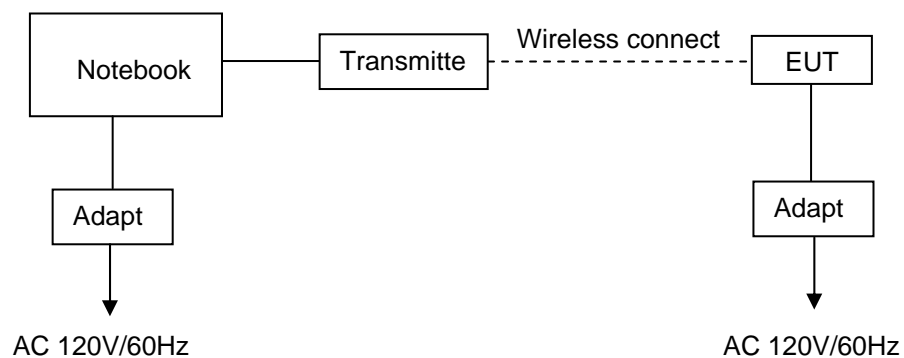 Wireless connect
Notebook
Transmitte
EUT
Adapt
Adapt
AC 120V/60Hz
AC 120V/60Hz